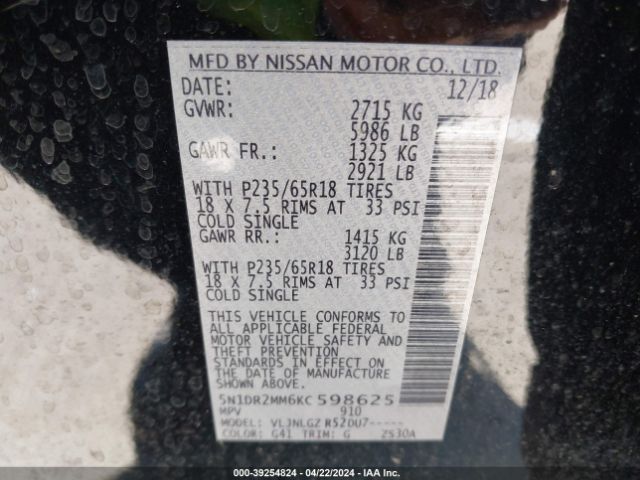 MFD BY NISSAN MOTOR CO., LTD.
DATE: 12/18
GVWR: 2715 KG
5986 LB
GAWR FR.: 1325 KG
2921 LB
WITH P235/65R18 TIRES
18 X 7.5 RIMS AT 33 PSI
COLD SINGLE
GAWR RR.: 1415 KG
3120 LB
WITH P235/65R18 TIRES
18 X 7.5 RIMS AT 33 PSI
COLD SINGLE
THIS VEHICLE CONFORMS TO
ALL APPLICABLE FEDERAL
MOTOR VEHICLE SAFETY AND
THEFT PREVENTION
STANDARDS IN EFFECT ON
THE DATE OF MANUFACTURE
SHOWN ABOVE.
5N1DR2MM6KC598625
MPV 910
MODEL: VLJNLGZ R52DU7-----
COLOR: G41 TRIM: G 2S30A
000-39254824 - 04/22/2024 - IAA Inc.